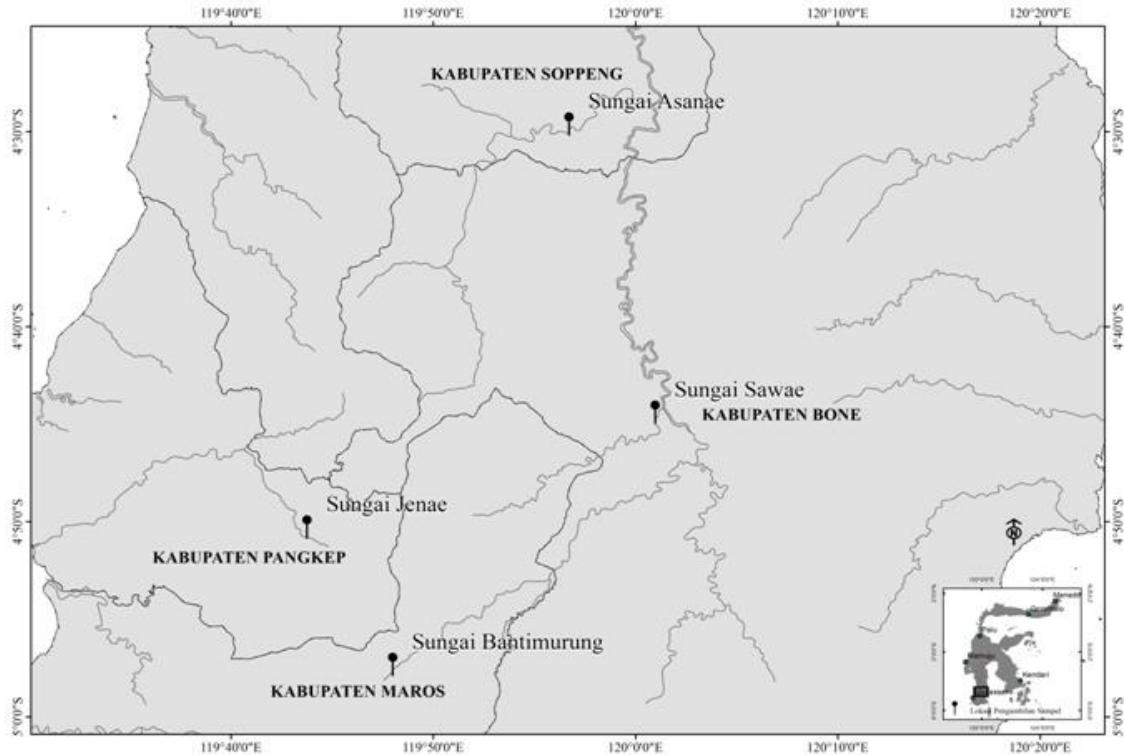 119°40'0"E 119°50'0"E 120°0'0"E 120°10'0"E 120°20'0"E
KABUPATEN SOPPENG
Sungai Asanae
4°30'0"S 4°30'0"S
4°40'0"S 4°40'0"S
Sungai Sawae
KABUPATEN BONE
Sungai Jenae
4°50'0"S 4°50'0"S
KABUPATEN PANGKEP
N
Sungai Bantimurung
KABUPATEN MAROS
Manado
Gorontalo
Palu
Mamuju
Kendari
Lokasi Pengambilan Sampel
5°0'0"S 5°0'0"S
119°40'0"E 119°50'0"E 120°0'0"E 120°10'0"E 120°20'0"E